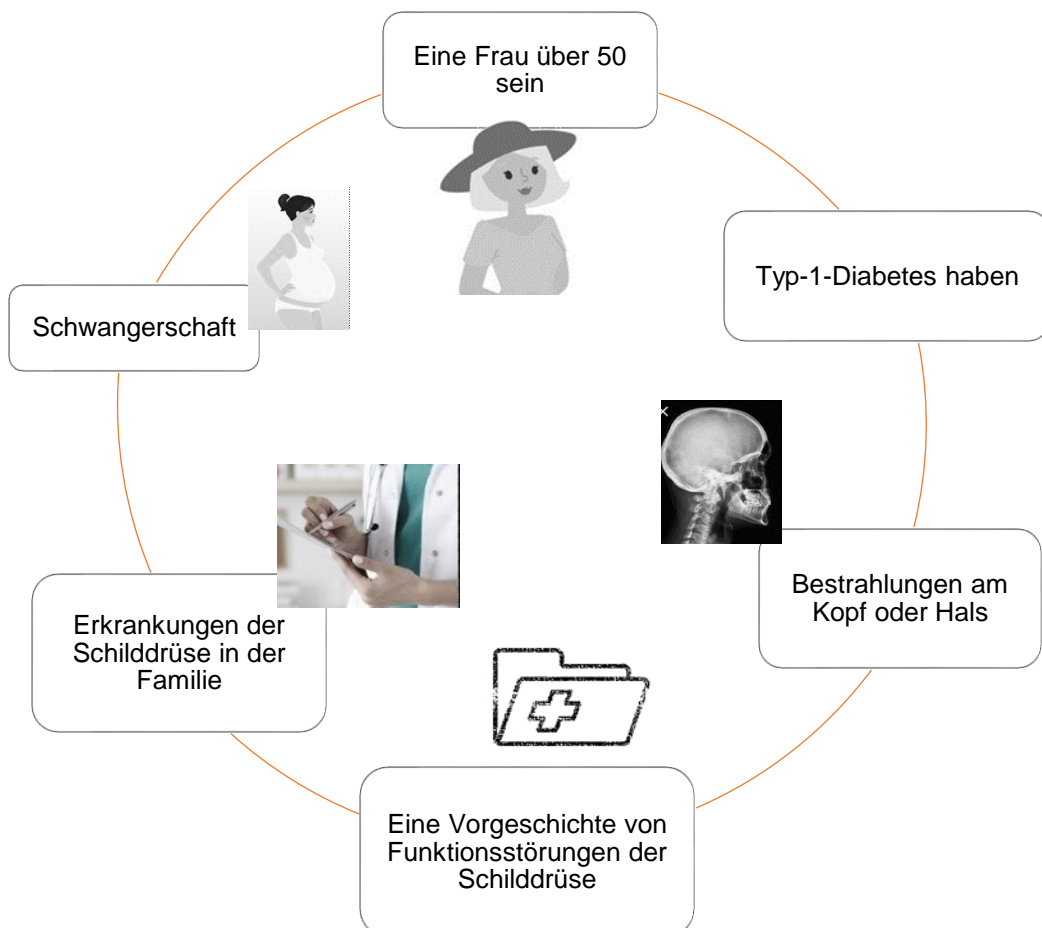 Eine Frau über 50
sein
Typ-1-Diabetes haben
Bestrahlungen am
Kopf oder Hals
Eine Vorgeschichte von
Funktionsstörungen der
Schilddrüse
Erkrankungen der
Schilddrüse in der
Familie
Schwangerschaft